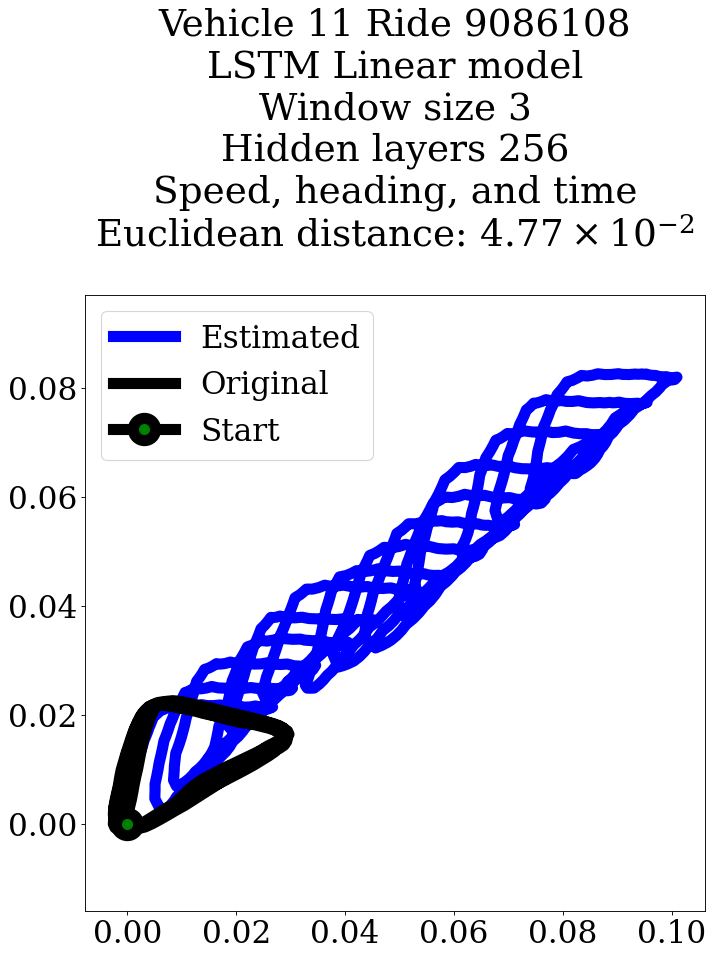 Vehicle 11 Ride 9086108
LSTM Linear model
Window size 3
Hidden layers 256
Speed, heading, and time
Euclidean distance: 4.77 × 10⁻²
Estimated
Original
Start
0.08
0.06
0.04
0.02
0.00
0.00 0.02 0.04 0.06 0.08 0.10